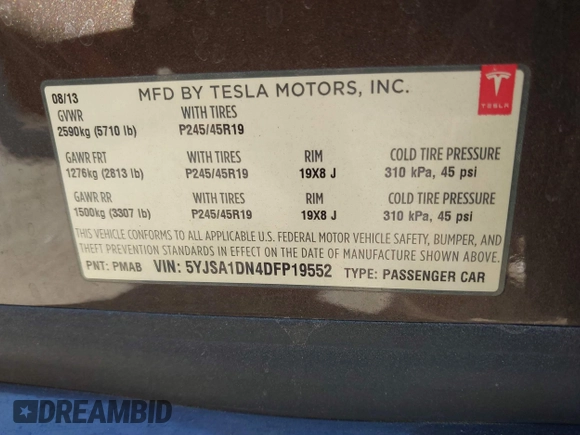 08/13 MFD BY TESLA MOTORS, INC.
TESLA
GVWR WITH TIRES
2590kg (5710 lb) P245/45R19
GAWR FRT WITH TIRES RIM COLD TIRE PRESSURE
1276kg (2813 lb) P245/45R19 19X8 J 310 kPa, 45 psi
GAWR RR WITH TIRES RIM COLD TIRE PRESSURE
1500kg (3307 lb) P245/45R19 19X8 J 310 kPa, 45 psi
THIS VEHICLE CONFORMS TO ALL APPLICABLE U.S. FEDERAL MOTOR VEHICLE SAFETY, BUMPER, AND
THEFT PREVENTION STANDARDS IN EFFECT ON THE DATE OF MANUFACTURE SHOWN ABOVE.
PNT: PMAB VIN: 5YJSA1DN4DFP19552 TYPE: PASSENGER CAR
DREAMBID